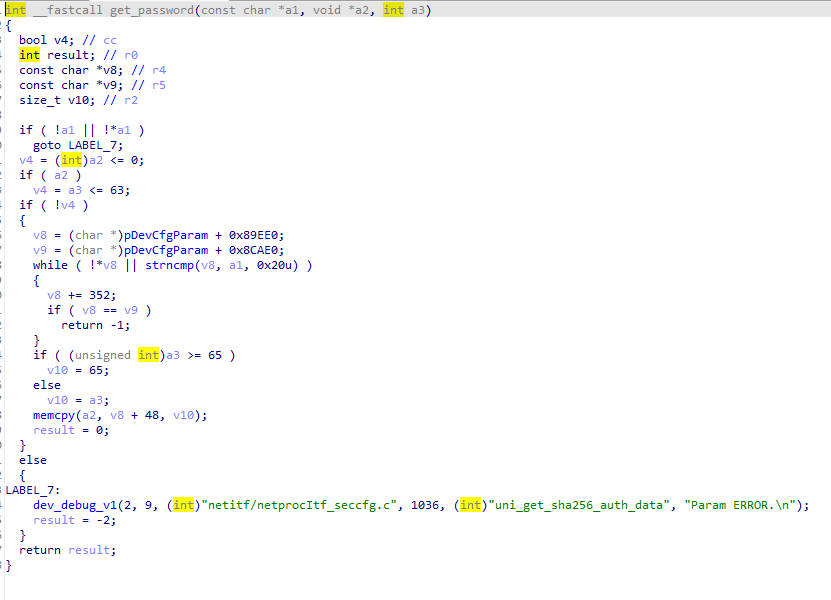 int __fastcall get_password(const char *a1, void *a2, int a3)
{
  bool v4; // cc
  int result; // r0
  const char *v8; // r4
  const char *v9; // r5
  size_t v10; // r2

  if ( !a1 || !*a1 )
    goto LABEL_7;
  v4 = (int)a2 <= 0;
  if ( a2 )
    v4 = a3 <= 63;
  if ( !v4 )
  {
    v8 = (char *)pDevCfgParam + 0x89EE0;
    v9 = (char *)pDevCfgParam + 0x8CAE0;
    while ( !*v8 || strncmp(v8, a1, 0x20u) )
    {
      v8 += 352;
      if ( v8 == v9 )
        return -1;
    }
    if ( (unsigned int)a3 >= 65 )
      v10 = 65;
    else
      v10 = a3;
    memcpy(a2, v8 + 48, v10);
    result = 0;
  }
  else
  {
LABEL_7:
    dev_debug_v1(2, 9, (int)"netitf/netprocItf_seccfg.c", 1036, (int)"uni_get_sha256_auth_data", "Param ERROR.\n");
    result = -2;
  }
  return result;
}